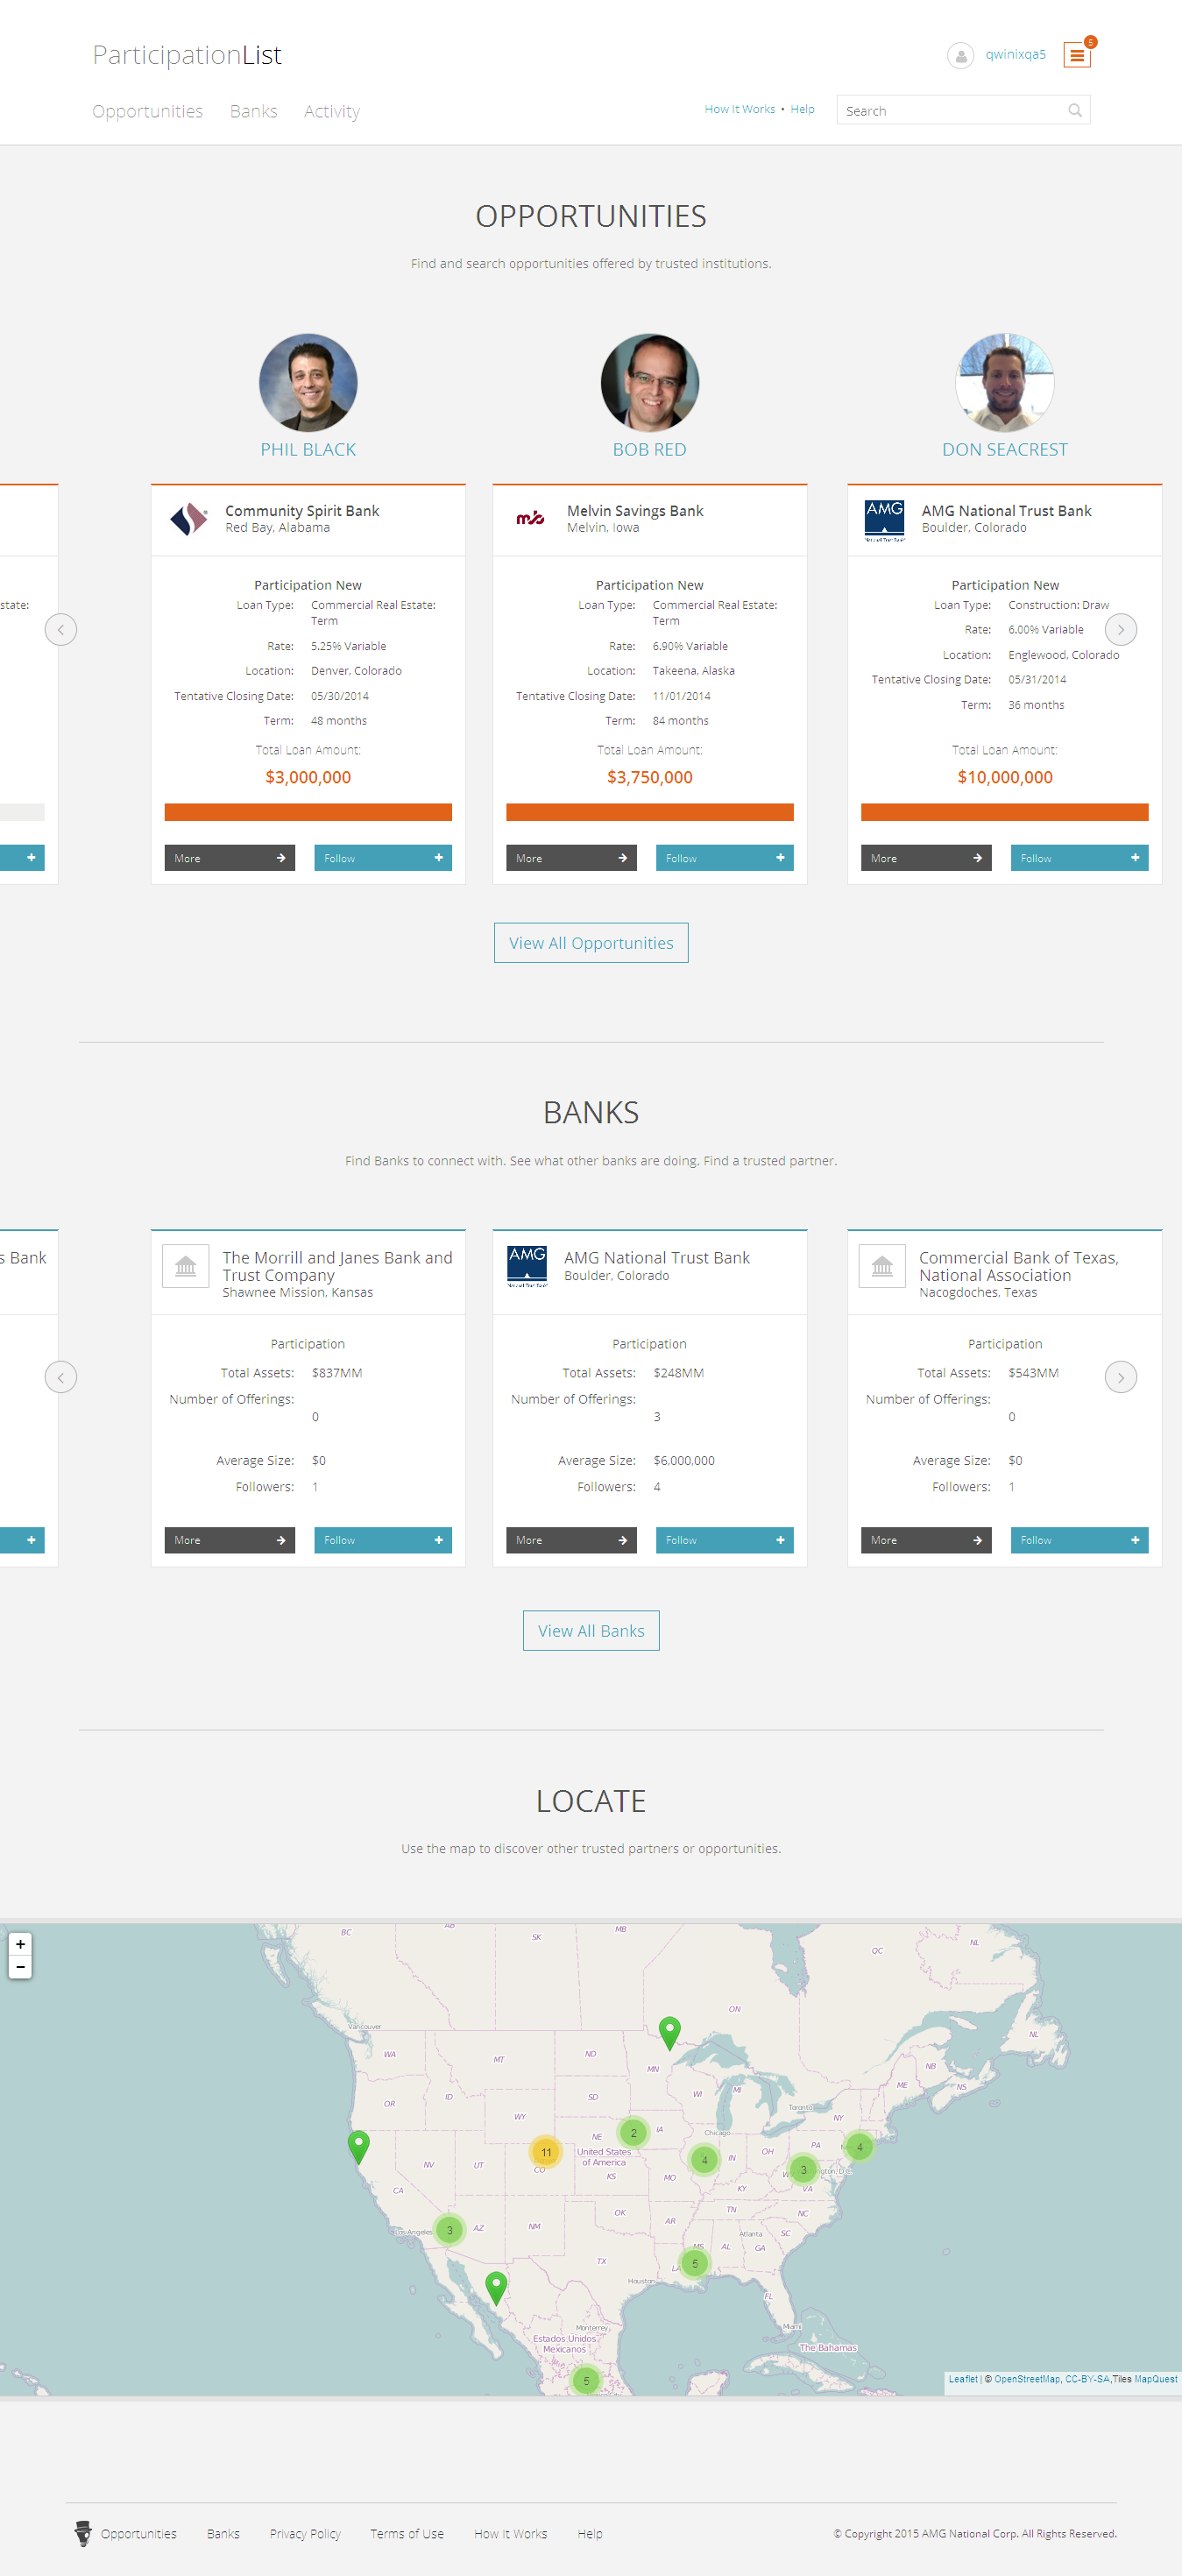 ParticipationList
qwinixqa5
5
Opportunities Banks Activity
How It Works • Help
Search
OPPORTUNITIES
Find and search opportunities offered by trusted institutions.
PHIL BLACK
BOB RED
DON SEACREST
state:
Community Spirit Bank
Red Bay, Alabama
Participation New
Loan Type: Commercial Real Estate:
Term
Rate: 5.25% Variable
Location: Denver, Colorado
Tentative Closing Date: 05/30/2014
Term: 48 months
Total Loan Amount:
$3,000,000
More
Follow
mb
Melvin Savings Bank
Melvin, Iowa
Participation New
Loan Type: Commercial Real Estate:
Term
Rate: 6.90% Variable
Location: Takeena, Alaska
Tentative Closing Date: 11/01/2014
Term: 84 months
Total Loan Amount:
$3,750,000
More
Follow
AMG
AMG National Trust Bank
Boulder, Colorado
Participation New
Loan Type: Construction: Draw
Rate: 6.00% Variable
Location: Englewood, Colorado
Tentative Closing Date: 05/31/2014
Term: 36 months
Total Loan Amount:
$10,000,000
More
Follow
View All Opportunities
BANKS
Find Banks to connect with. See what other banks are doing. Find a trusted partner.
s Bank
The Morrill and Janes Bank and
Trust Company
Shawnee Mission, Kansas
Participation
Total Assets: $837MM
Number of Offerings:
0
Average Size: $0
Followers: 1
More
Follow
AMG
AMG National Trust Bank
Boulder, Colorado
Participation
Total Assets: $248MM
Number of Offerings:
3
Average Size: $6,000,000
Followers: 4
More
Follow
Commercial Bank of Texas,
National Association
Nacogdoches, Texas
Participation
Total Assets: $543MM
Number of Offerings:
0
Average Size: $0
Followers: 1
More
Follow
View All Banks
LOCATE
Use the map to discover other trusted partners or opportunities.
+
−
BC AB SK MB QC NL
ON
Vancouver
NL
WA MT ND MN
NB
OR ID SD WI MI ME NS
WY Toronto NY
NE 2 IA Chicago
11 United States
of America
CO
4 IN OH PA 4
NV UT KS MO 3
CA KY VA
OK TN NC
Los Angeles 3 AZ NM AR Atlanta SC
MS AL GA
TX LA 5
Houston
FL
Monterrey Miami
Estados Unidos
Mexicanos
The Bahamas
5
Leaflet | © OpenStreetMap, CC-BY-SA,Tiles MapQuest
Opportunities Banks Privacy Policy Terms of Use How It Works Help
© Copyright 2015 AMG National Corp. All Rights Reserved.